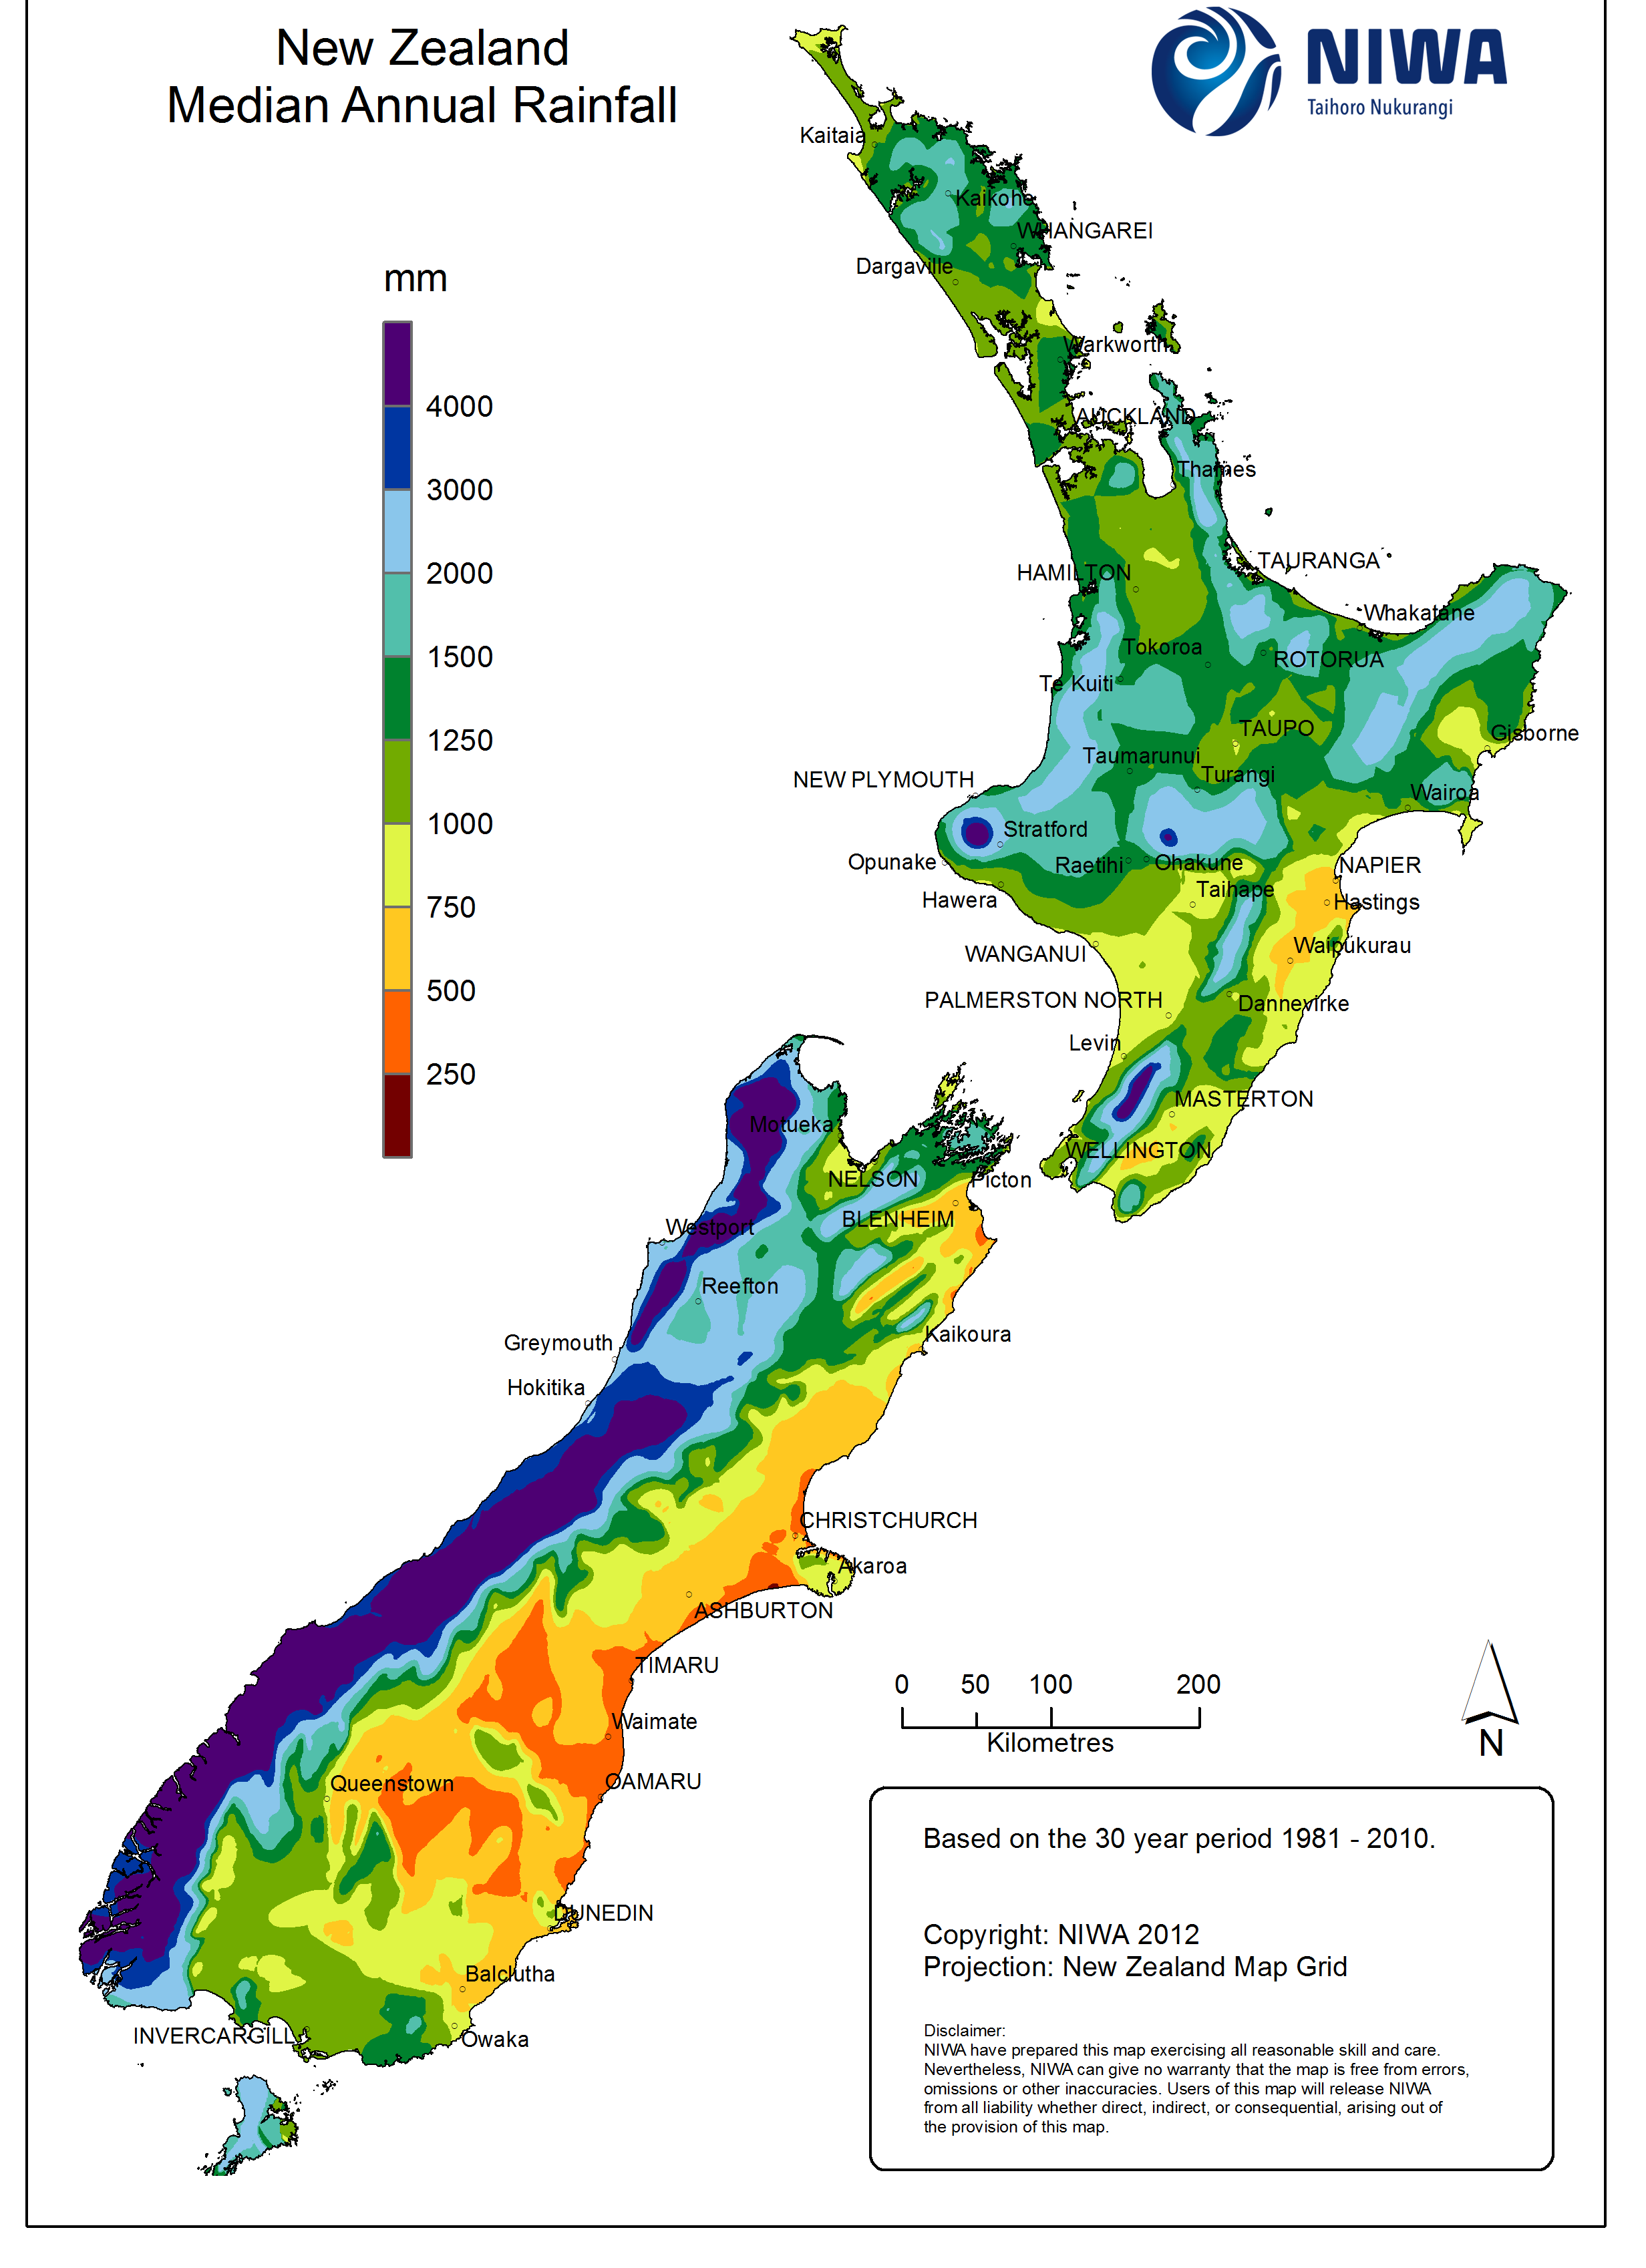 New Zealand
Median Annual Rainfall
NIWA
Taihoro Nukurangi
mm
4000
3000
2000
1500
1250
1000
750
500
250
Kaitaia
Kaikohe
WHANGAREI
Dargaville
Warkworth
AUCKLAND
Thames
TAURANGA
HAMILTON
Whakatane
Tokoroa
ROTORUA
Te Kuiti
TAUPO
Gisborne
Taumarunui
Turangi
NEW PLYMOUTH
Wairoa
Stratford
Opunake
Raetihi
Ohakune
NAPIER
Taihape
Hawera
Hastings
WANGANUI
Waipukurau
PALMERSTON NORTH
Dannevirke
Levin
MASTERTON
Motueka
WELLINGTON
NELSON
Picton
BLENHEIM
Westport
Reefton
Greymouth
Kaikoura
Hokitika
CHRISTCHURCH
Akaroa
ASHBURTON
TIMARU
Waimate
Queenstown
OAMARU
DUNEDIN
Balclutha
INVERCARGILL
Owaka
0 50 100 200
Kilometres
N
Based on the 30 year period 1981 - 2010.
Copyright: NIWA 2012
Projection: New Zealand Map Grid
Disclaimer:
NIWA have prepared this map exercising all reasonable skill and care.
Nevertheless, NIWA can give no warranty that the map is free from errors,
omissions or other inaccuracies. Users of this map will release NIWA
from all liability whether direct, indirect, or consequential, arising out of
the provision of this map.